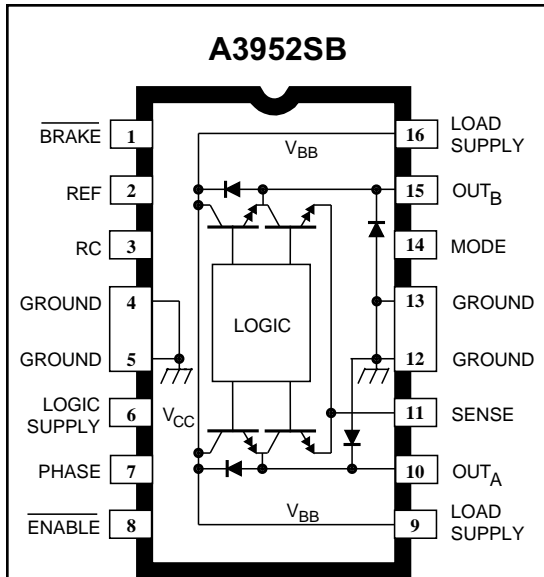 A3952SB
BRAKE 1
REF 2
RC 3
GROUND 4
GROUND 5
LOGIC
SUPPLY 6
PHASE 7
ENABLE 8
V_BB
LOGIC
V_CC
V_BB
16 LOAD
SUPPLY
15 OUT_B
14 MODE
13 GROUND
12 GROUND
11 SENSE
10 OUT_A
9 LOAD
SUPPLY